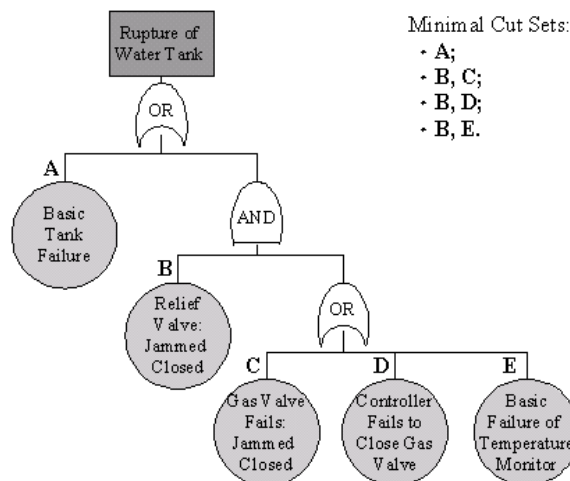 Rupture of
Water Tank
Minimal Cut Sets:
• A;
• B, C;
• B, D;
• B, E.
OR
A
Basic
Tank
Failure
AND
B
Relief
Valve:
Jammed
Closed
OR
C
Gas Valve
Fails:
Jammed
Closed
D
Controller
Fails to
Close Gas
Valve
E
Basic
Failure of
Temperature
Monitor